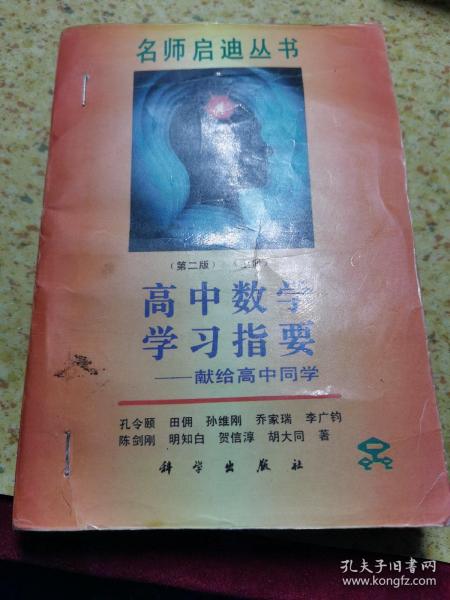 名师启迪丛书
（第二版）
高中数学
学习指要
——献给高中同学
孔令颐 田佣 孙维刚 乔家瑞 李广钧
陈剑刚 明知白 贺信淳 胡大同 著
科学出版社
孔夫子旧书网
www.kongfz.com